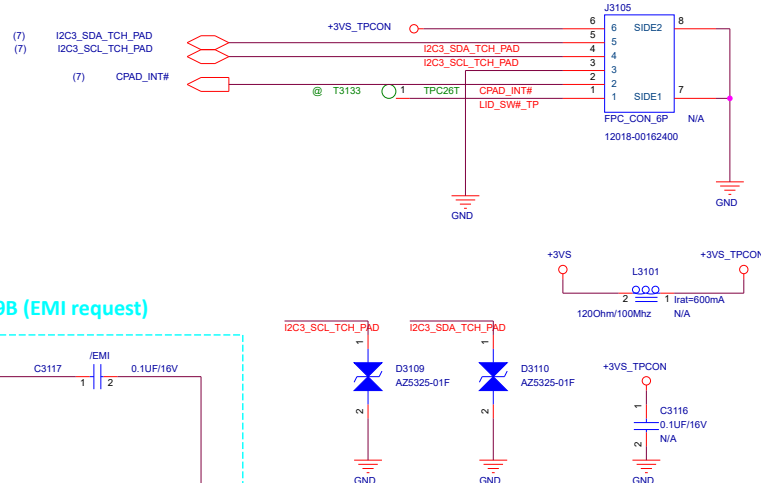 J3105
+3VS_TPCON
6 6 SIDE2 8
(7) I2C3_SDA_TCH_PAD
5 5
I2C3_SDA_TCH_PAD
(7) I2C3_SCL_TCH_PAD
4 4
I2C3_SCL_TCH_PAD
3 3
(7) CPAD_INT#
2 2
@ T3133 1 TPC26T CPAD_INT#
1 1 SIDE1 7
LID_SW#_TP
FPC_CON_6P N/A
12018-00162400
GND
GND
+3VS +3VS_TPCON
L3101
2 1 Irat=600mA
120Ohm/100Mhz N/A
9B (EMI request)
I2C3_SCL_TCH_PAD I2C3_SDA_TCH_PAD
/EMI
C3117 0.1UF/16V
1 2
1 D3109
AZ5325-01F
2
GND
1 D3110
AZ5325-01F
2
GND
+3VS_TPCON
1 C3116
0.1UF/16V
2 N/A
GND